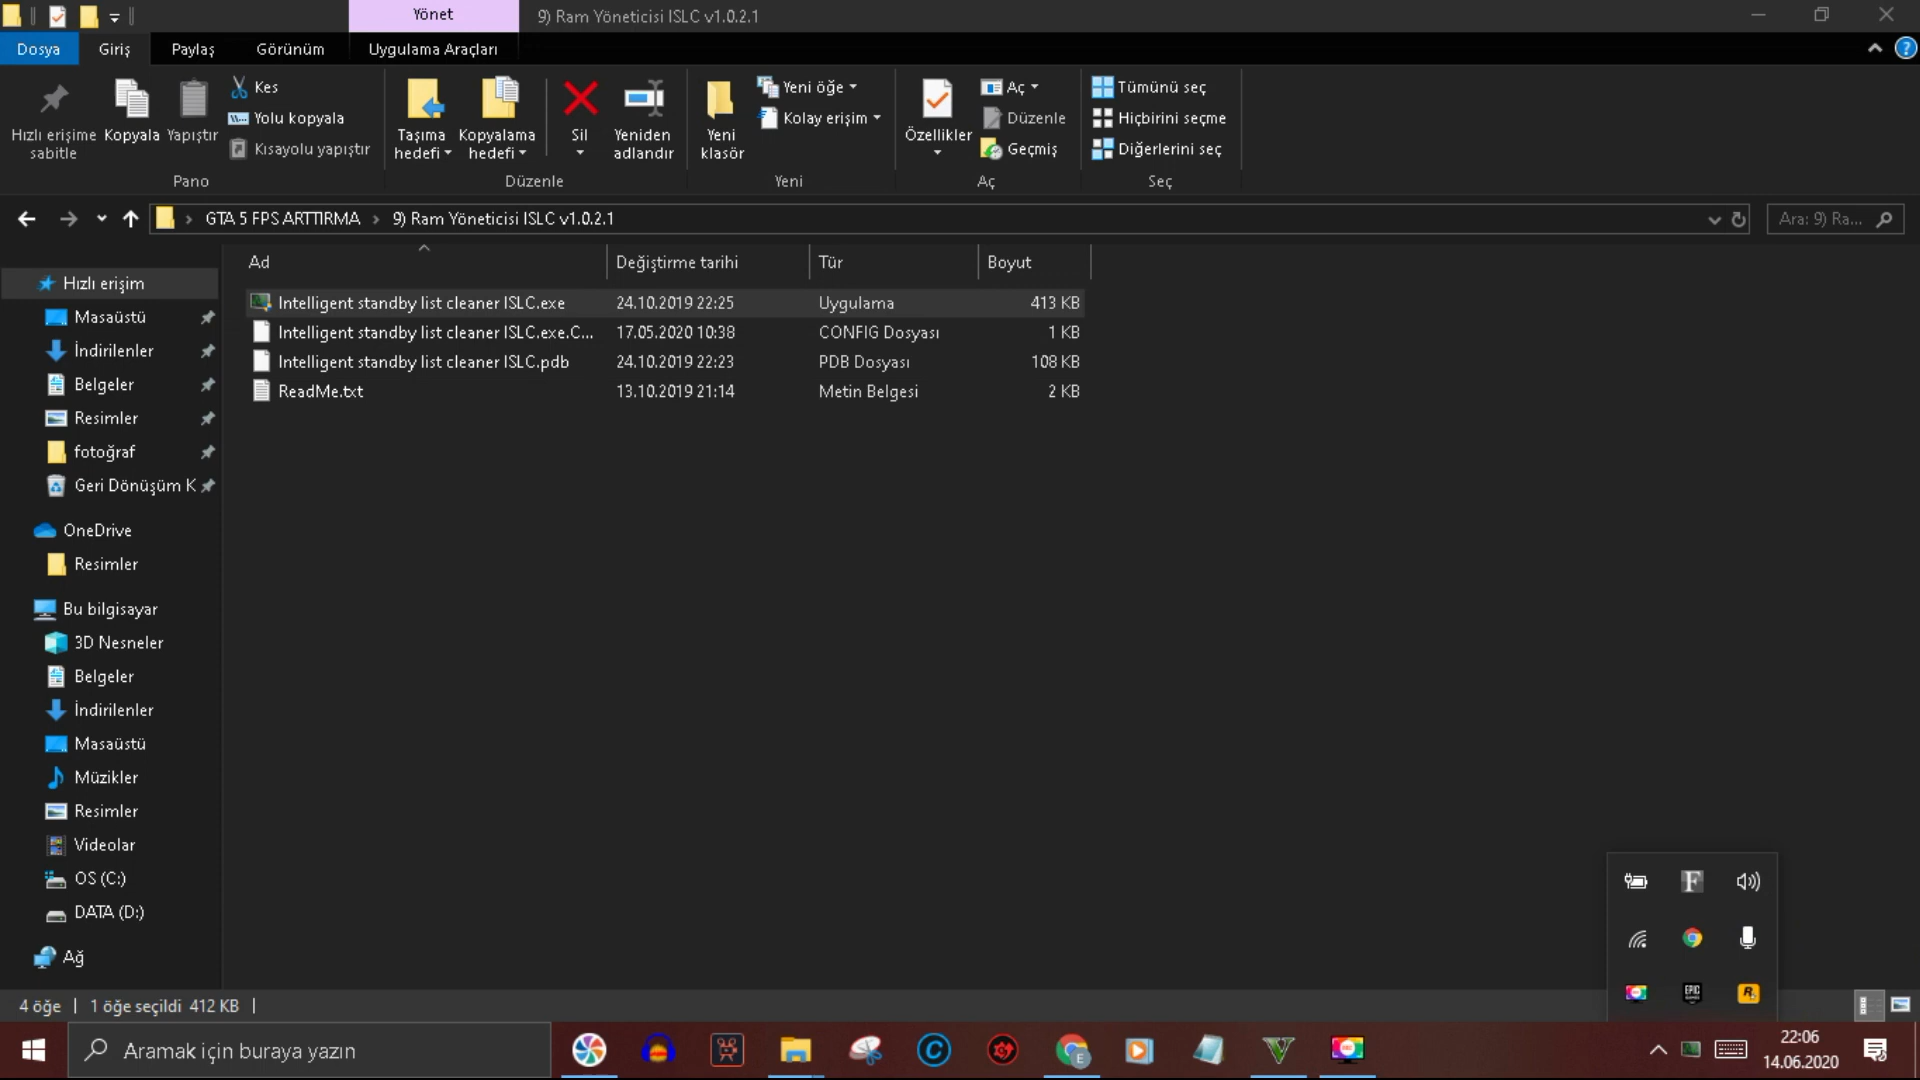 Yönet
9) Ram Yöneticisi ISLC v1.0.2.1
Dosya
Giriş
Paylaş
Görünüm
Uygulama Araçları
Hızlı erişime sabitle
Kopyala
Yapıştır
Kes
Yolu kopyala
Kısayolu yapıştır
Pano
Taşıma hedefi
Kopyalama hedefi
Sil
Yeniden adlandır
Düzenle
Yeni klasör
Yeni öğe
Kolay erişim
Yeni
Özellikler
Aç
Düzenle
Geçmiş
Aç
Tümünü seç
Hiçbirini seçme
Diğerlerini seç
Seç
GTA 5 FPS ARTTIRMA > 9) Ram Yöneticisi ISLC v1.0.2.1
Ara: 9) Ra...
Ad Değiştirme tarihi Tür Boyut
Intelligent standby list cleaner ISLC.exe 24.10.2019 22:25 Uygulama 413 KB
Intelligent standby list cleaner ISLC.exe.C... 17.05.2020 10:38 CONFIG Dosyası 1 KB
Intelligent standby list cleaner ISLC.pdb 24.10.2019 22:23 PDB Dosyası 108 KB
ReadMe.txt 13.10.2019 21:14 Metin Belgesi 2 KB
Hızlı erişim
Masaüstü
İndirilenler
Belgeler
Resimler
fotoğraf
Geri Dönüşüm K
OneDrive
Resimler
Bu bilgisayar
3D Nesneler
Belgeler
İndirilenler
Masaüstü
Müzikler
Resimler
Videolar
OS (C:)
DATA (D:)
Ağ
4 öğe
1 öğe seçildi 412 KB
F
EPIC
R
Aramak için buraya yazın
C
E
V
22:06
14.06.2020